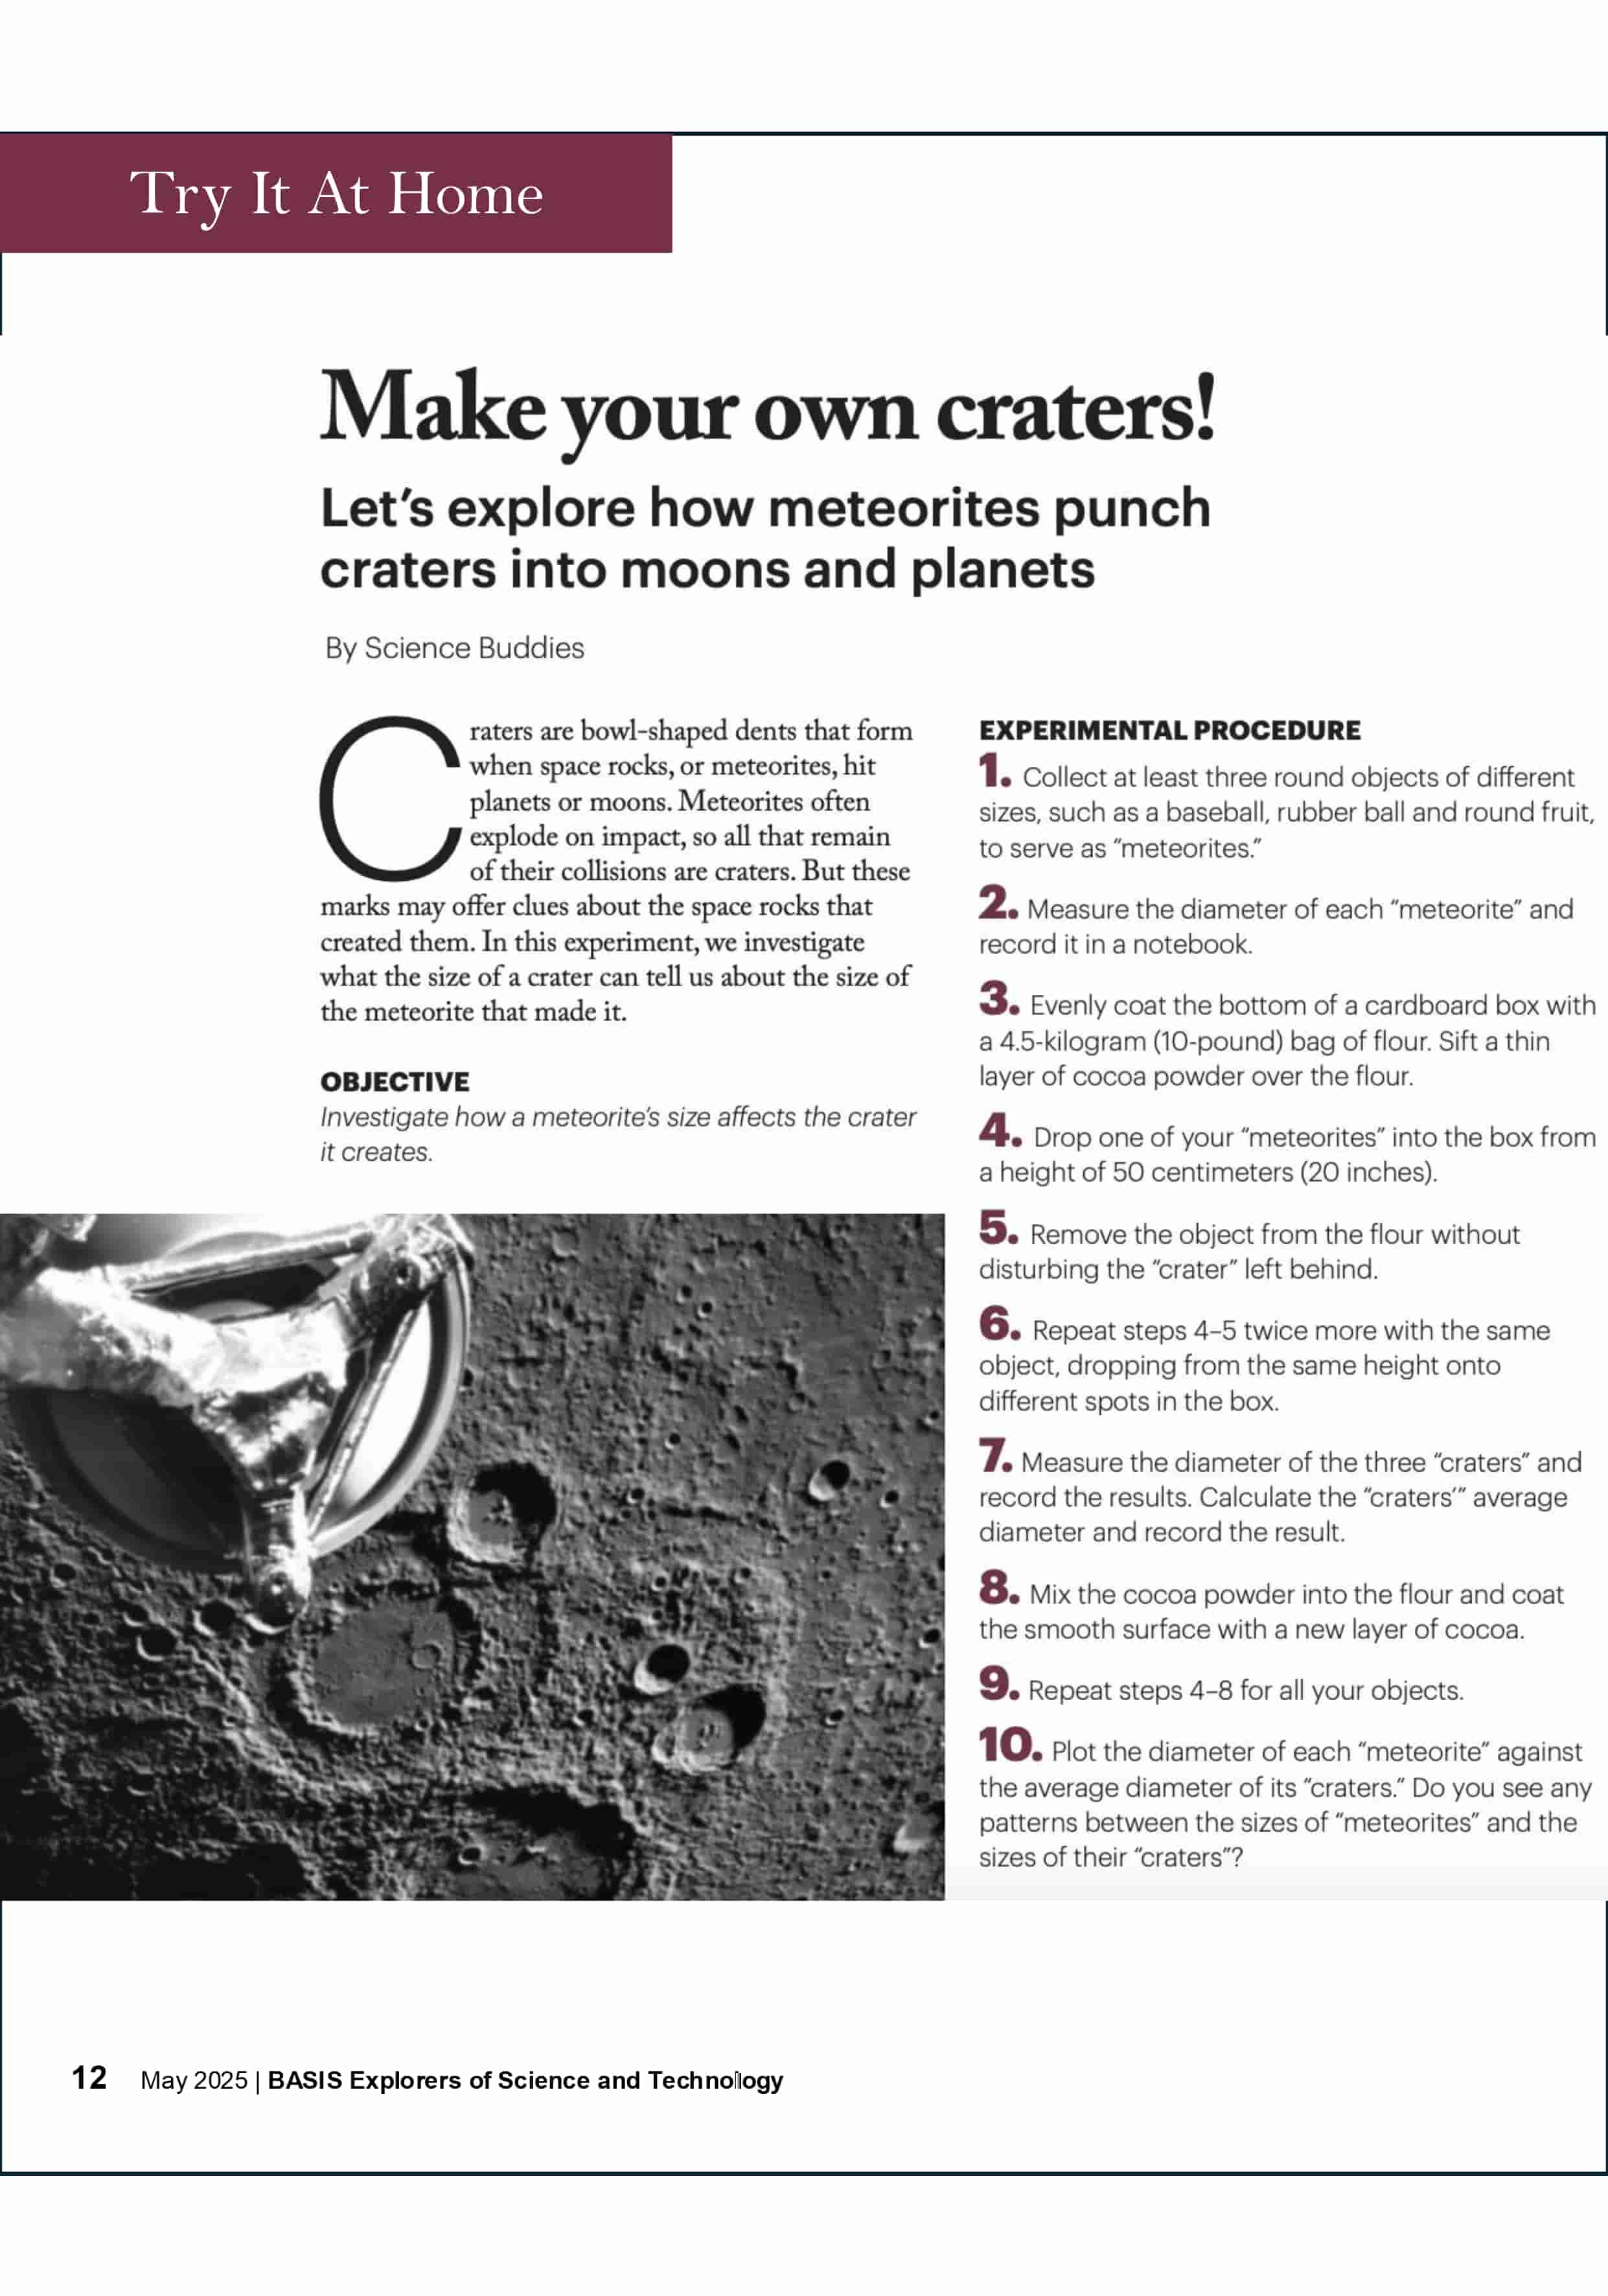 Try It At Home
Make your own craters!
Let's explore how meteorites punch
craters into moons and planets
By Science Buddies
Craters are bowl-shaped dents that form
when space rocks, or meteorites, hit
planets or moons. Meteorites often
explode on impact, so all that remain
of their collisions are craters. But these
marks may offer clues about the space rocks that
created them. In this experiment, we investigate
what the size of a crater can tell us about the size of
the meteorite that made it.
OBJECTIVE
Investigate how a meteorite's size affects the crater
it creates.
EXPERIMENTAL PROCEDURE
1. Collect at least three round objects of different
sizes, such as a baseball, rubber ball and round fruit,
to serve as "meteorites."
2. Measure the diameter of each "meteorite" and
record it in a notebook.
3. Evenly coat the bottom of a cardboard box with
a 4.5-kilogram (10-pound) bag of flour. Sift a thin
layer of cocoa powder over the flour.
4. Drop one of your "meteorites" into the box from
a height of 50 centimeters (20 inches).
5. Remove the object from the flour without
disturbing the "crater" left behind.
6. Repeat steps 4–5 twice more with the same
object, dropping from the same height onto
different spots in the box.
7. Measure the diameter of the three "craters" and
record the results. Calculate the "craters'" average
diameter and record the result.
8. Mix the cocoa powder into the flour and coat
the smooth surface with a new layer of cocoa.
9. Repeat steps 4–8 for all your objects.
10. Plot the diameter of each "meteorite" against
the average diameter of its "craters." Do you see any
patterns between the sizes of "meteorites" and the
sizes of their "craters"?
12 May 2025 | BASIS Explorers of Science and Technology